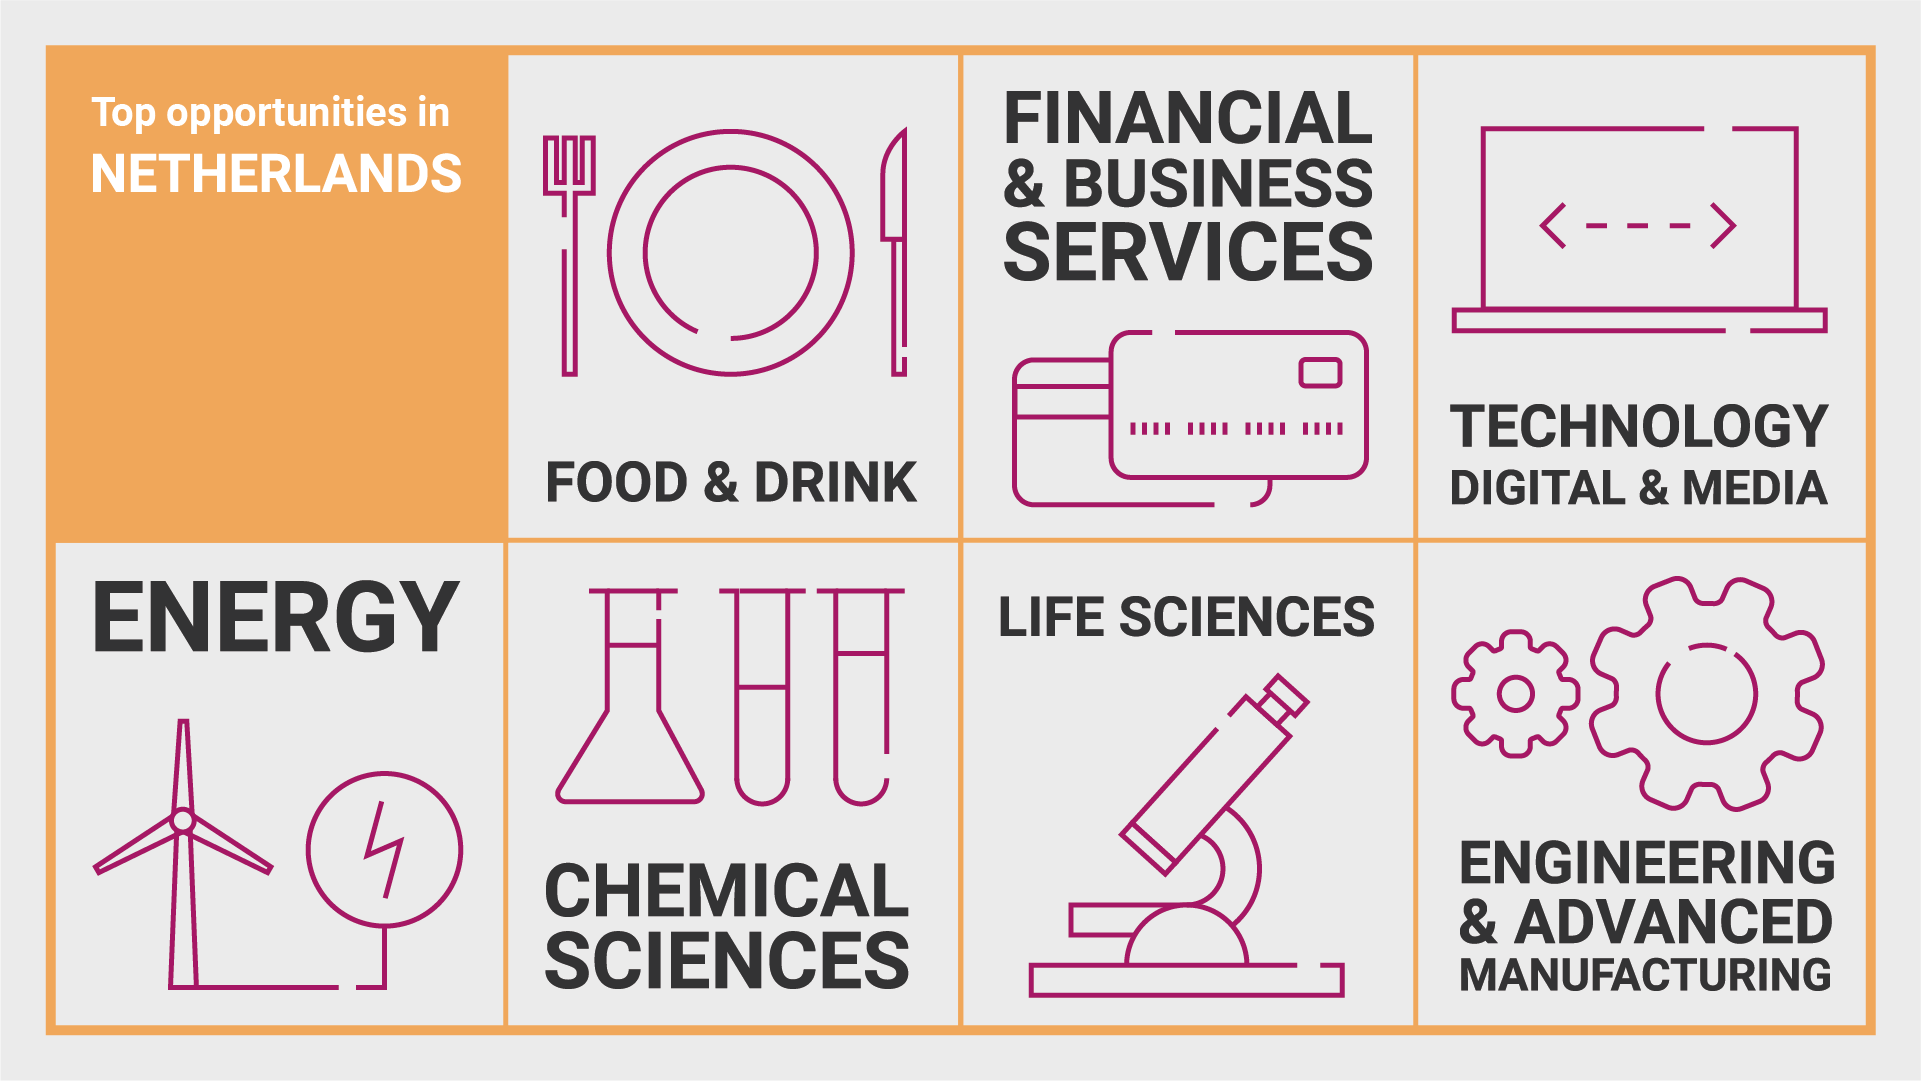 Top opportunities in
NETHERLANDS
FOOD & DRINK
FINANCIAL
& BUSINESS
SERVICES
TECHNOLOGY
DIGITAL & MEDIA
ENERGY
CHEMICAL
SCIENCES
LIFE SCIENCES
ENGINEERING
& ADVANCED
MANUFACTURING